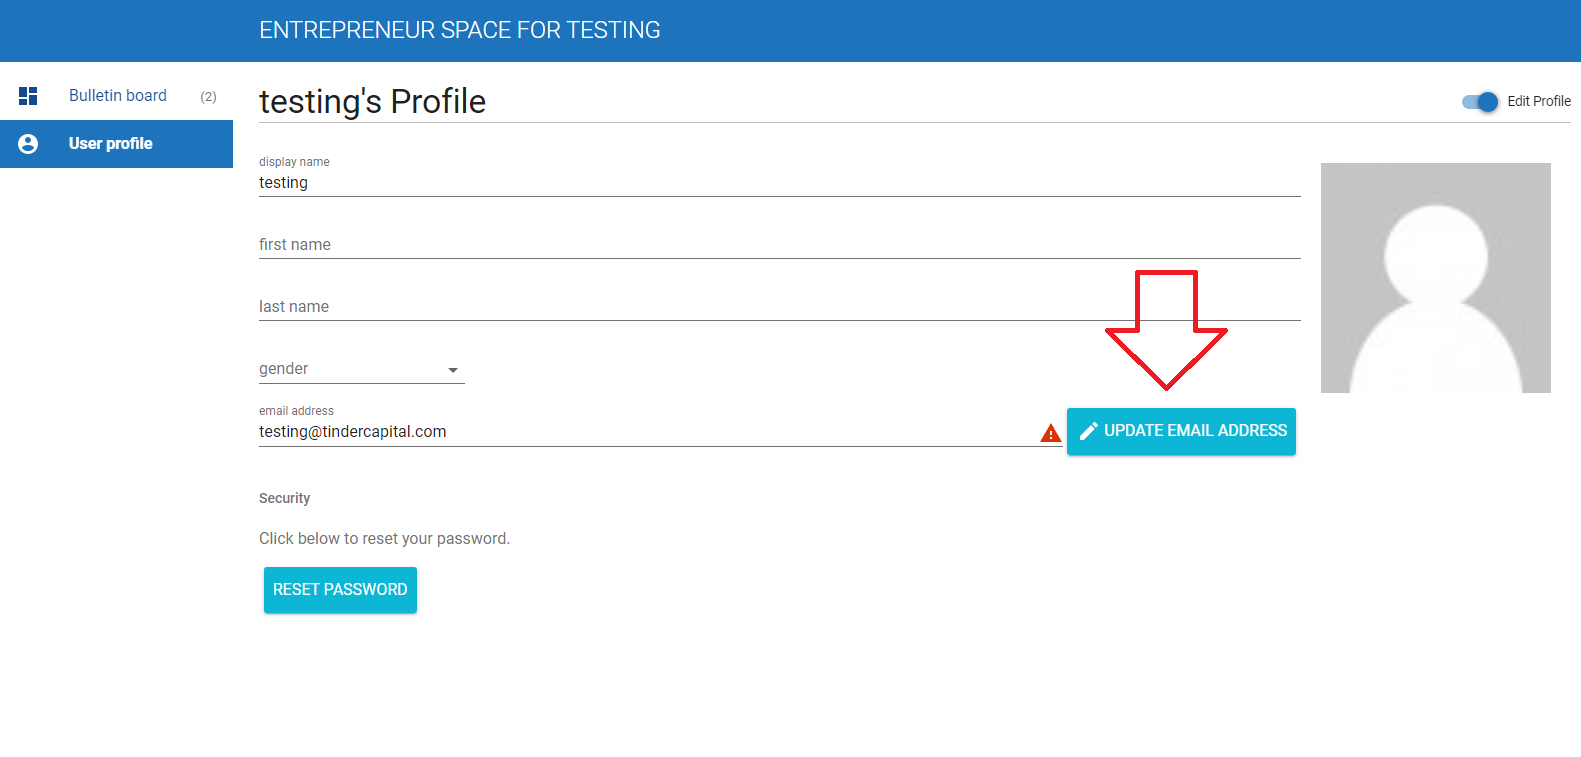 ENTREPRENEUR SPACE FOR TESTING
Bulletin board (2)
User profile
testing's Profile
Edit Profile
display name
testing
first name
last name
gender
email address
testing@tindercapital.com
UPDATE EMAIL ADDRESS
Security
Click below to reset your password.
RESET PASSWORD